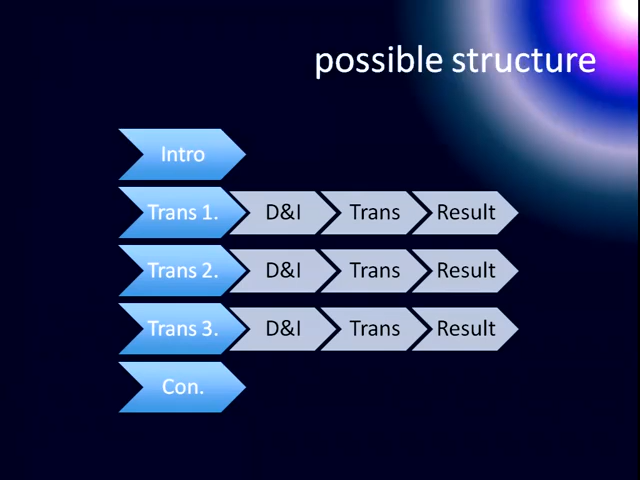 possible structure
Intro
Trans 1. D&I Trans Result
Trans 2. D&I Trans Result
Trans 3. D&I Trans Result
Con.